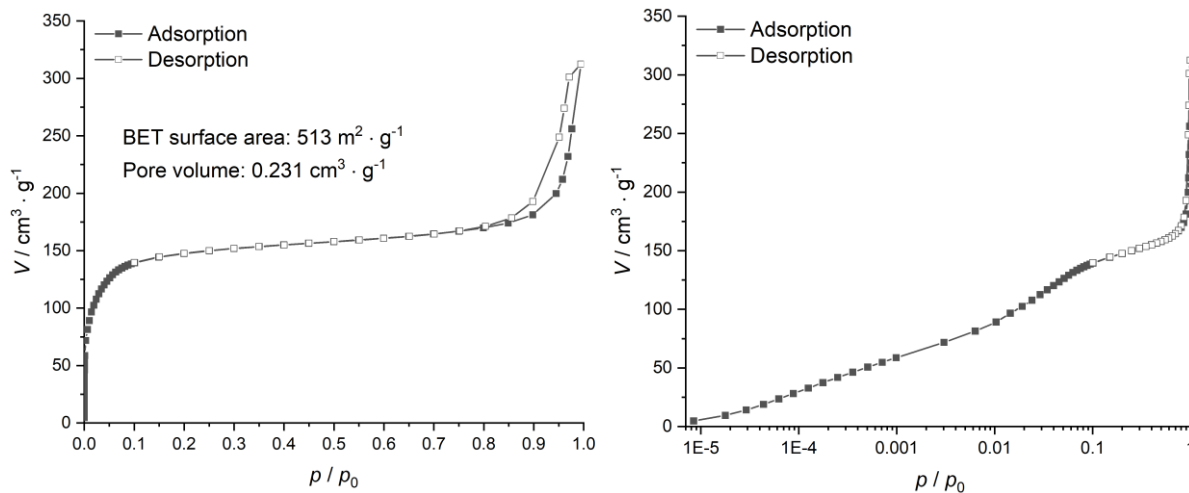 350
300
250
200
150
100
50
0
V / cm³ · g⁻¹
Adsorption
Desorption
BET surface area: 513 m² · g⁻¹
Pore volume: 0.231 cm³ · g⁻¹
0.0 0.1 0.2 0.3 0.4 0.5 0.6 0.7 0.8 0.9 1.0
p / p₀
350
300
250
200
150
100
50
0
V / cm³ · g⁻¹
Adsorption
Desorption
1E-5 1E-4 0.001 0.01 0.1 1
p / p₀